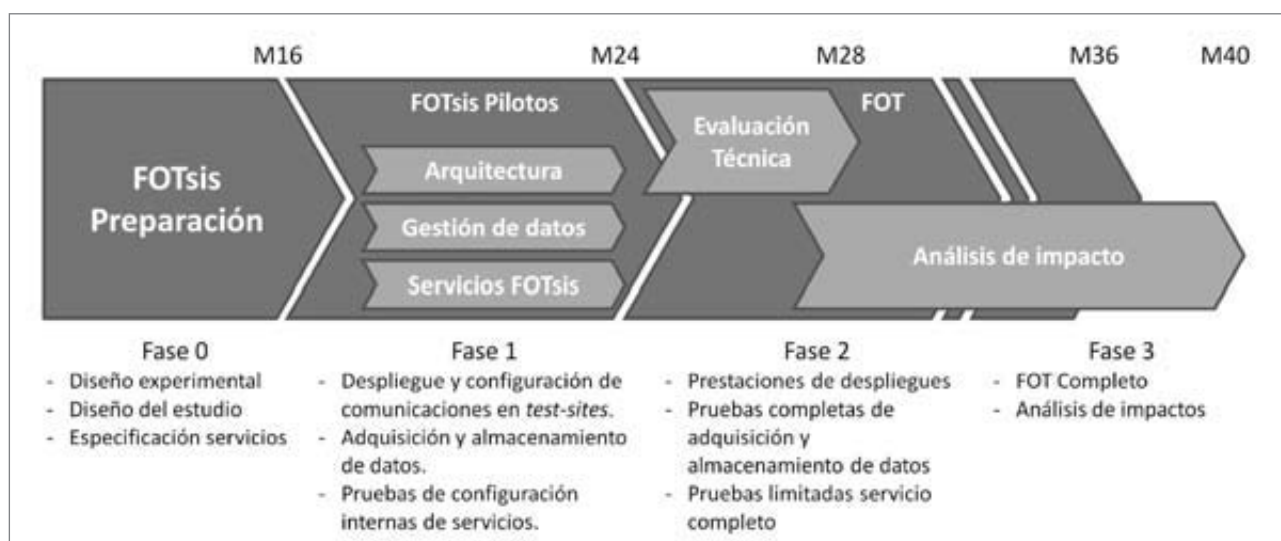 M16 M24 M28 M36 M40
FOTsis Pilotos
FOT
FOTsis
Preparación
Arquitectura
Gestión de datos
Servicios FOTsis
Evaluación
Técnica
Análisis de impacto
Fase 0
- Diseño experimental
- Diseño del estudio
- Especificación servicios
Fase 1
- Despliegue y configuración de
comunicaciones en test-sites.
- Adquisición y almacenamiento
de datos.
- Pruebas de configuración
internas de servicios.
Fase 2
- Prestaciones de despliegues
- Pruebas completas de
adquisición y
almacenamiento de datos
- Pruebas limitadas servicio
completo
Fase 3
- FOT Completo
- Análisis de impactos